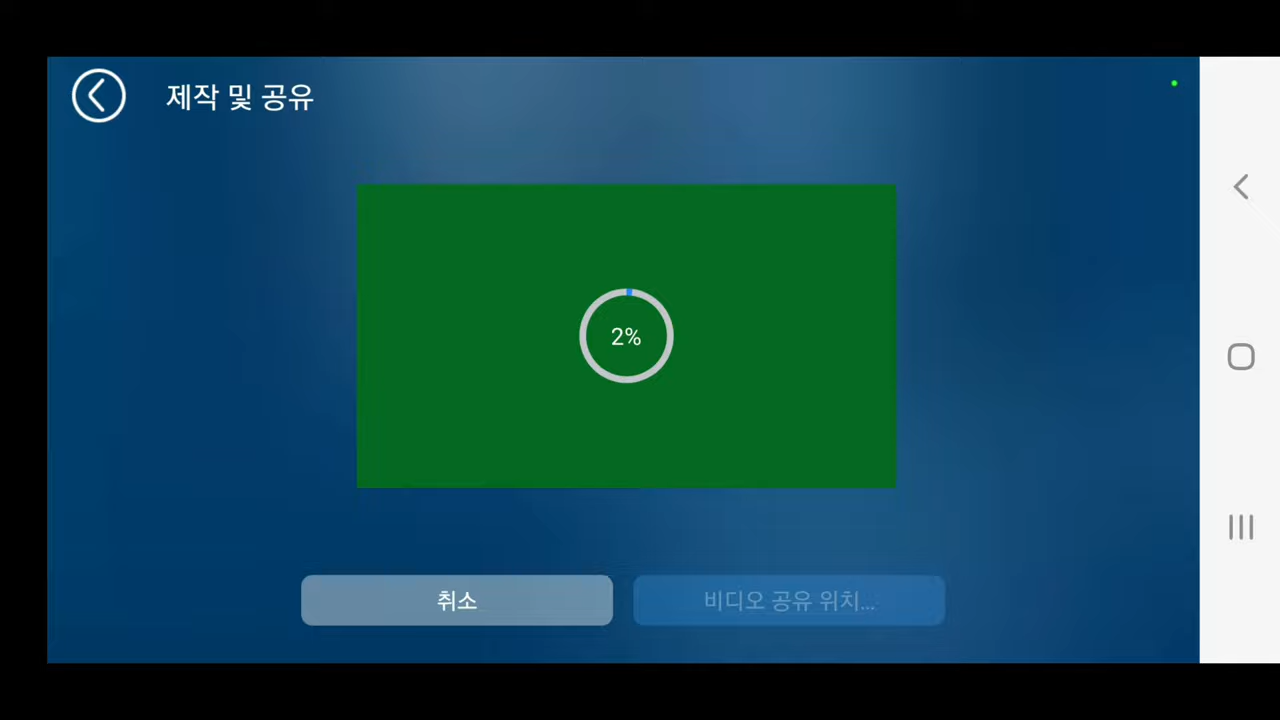 제작 및 공유
2%
취소
비디오 공유 위치...